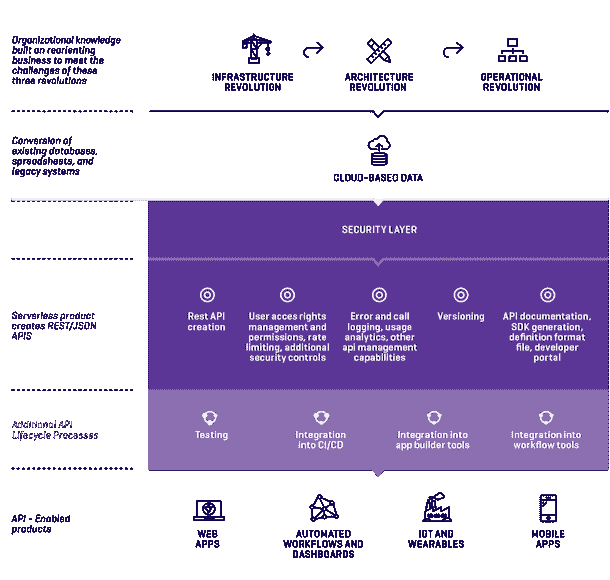 Organizational knowledge
built on reorienting
business to meet the
challenges of these
three revolutions
INFRASTRUCTURE
REVOLUTION
ARCHITECTURE
REVOLUTION
OPERATIONAL
REVOLUTION
Conversion of
existing databases,
spreadsheets, and
legacy systems
CLOUD-BASED DATA
SECURITY LAYER
Serverless product
creates REST/JSON
APIS
Rest API
creation
User acces rights
management and
permissions, rate
limiting, additional
security controls
Error and call
logging, usage
analytics, other
api management
capabilities
Versioning
API documentation,
SDK generation,
definition format
file, developer
portal
Additional API
Lifecycle Processes
Testing
Integration
into CI/CD
Integration into
app builder tools
Integration into
workflow tools
API - Enabled
products
WEB
APPS
AUTOMATED
WORKFLOWS AND
DASHBOARDS
IOT AND
WEARABLES
MOBILE
APPS